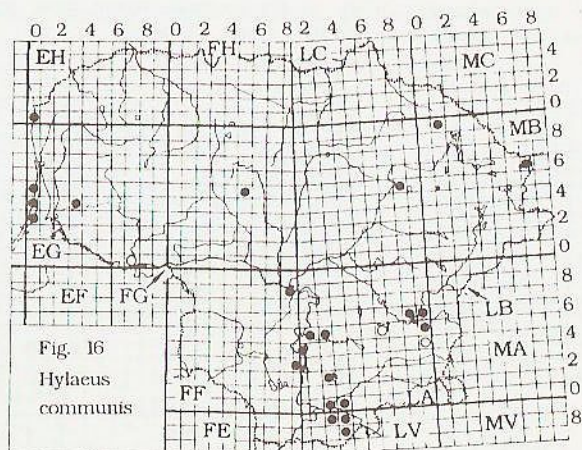 0 2 4 6 8 0 2 4 6 8 0 2 4 6 8 0 2 4 6 8
EH FH LC MC 4
2
0
MB 8
6
4
2
EG 0
EF FG 8
LB 6
Fig. 16 MA 4
Hylaeus 2
communis FF LA 0
FE LV MV 8